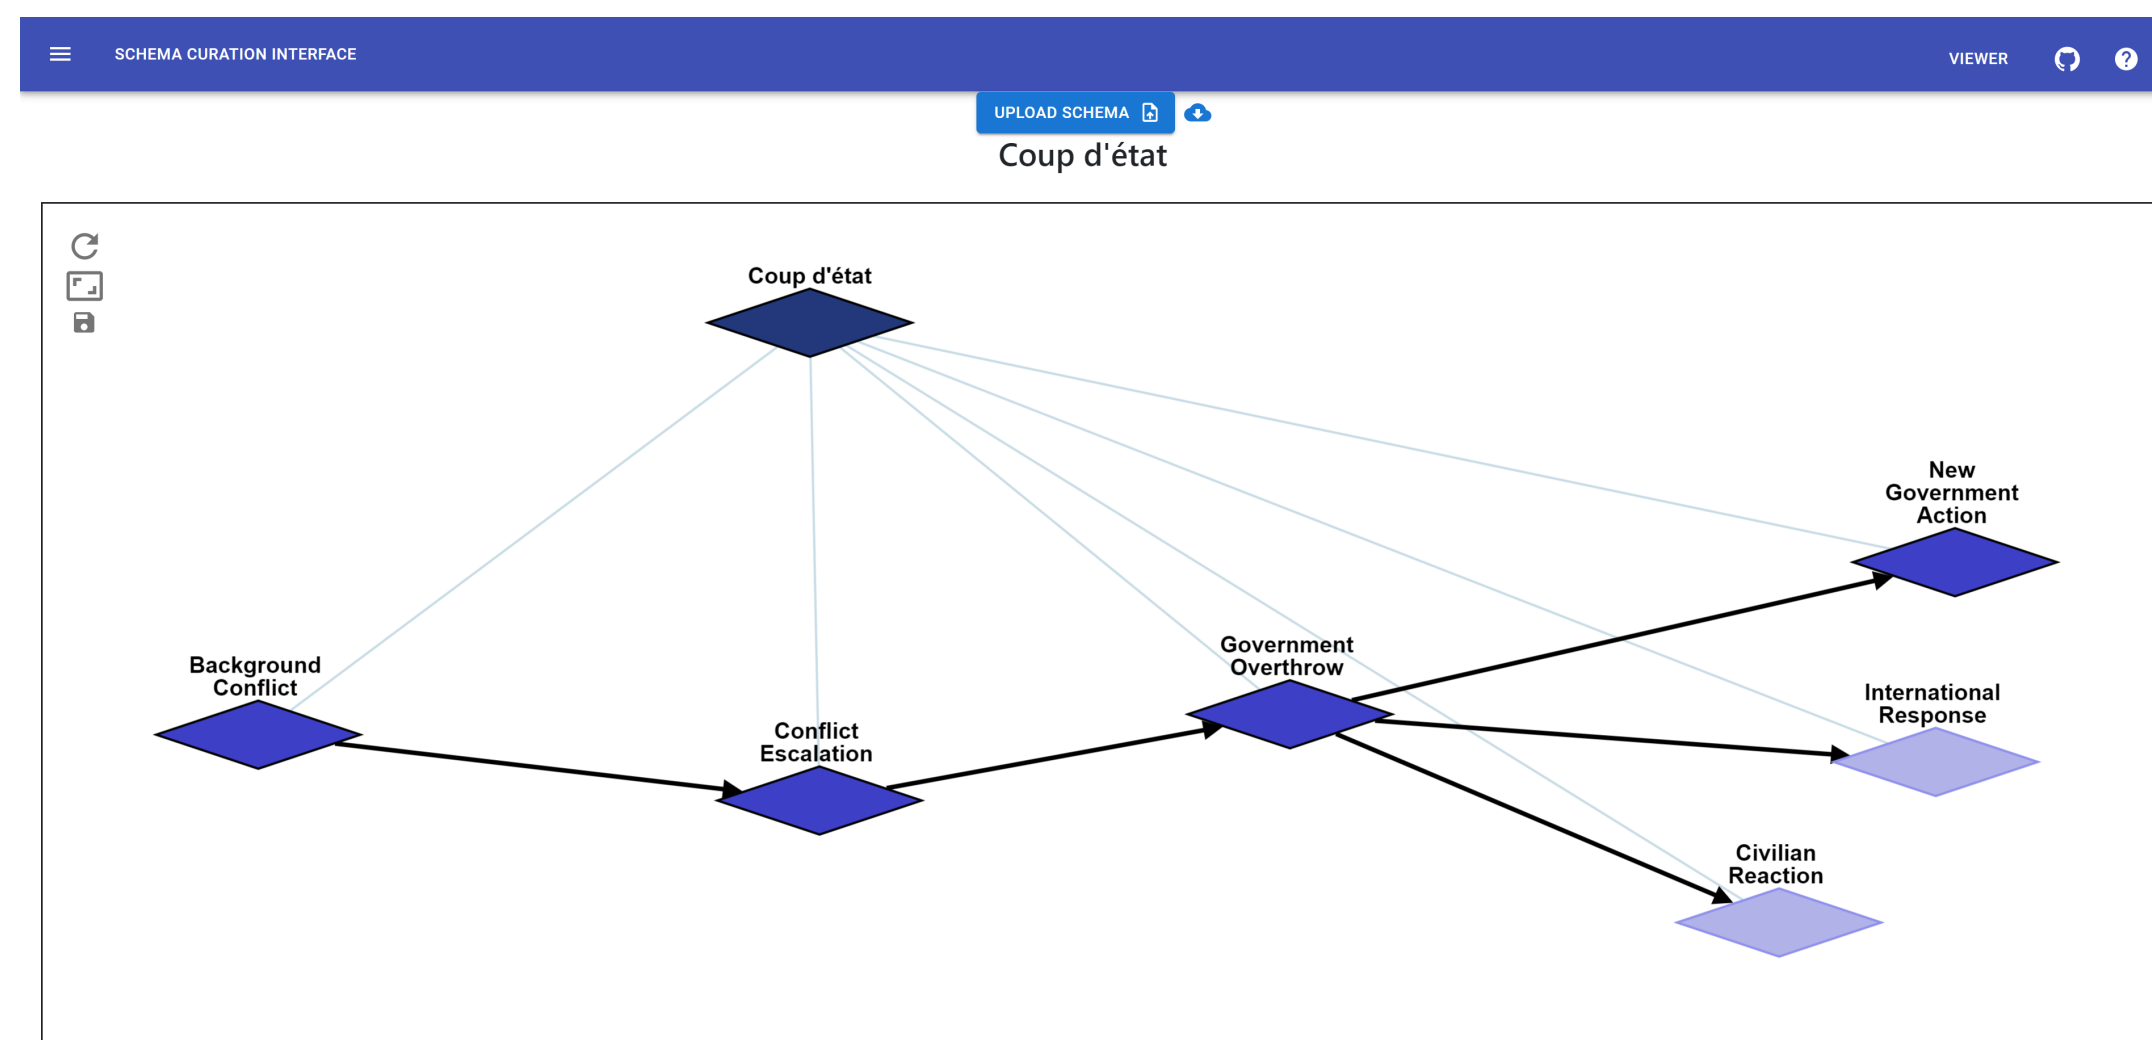 SCHEMA CURATION INTERFACE
VIEWER
UPLOAD SCHEMA
Coup d'état
Coup d'état
New
Government
Action
Background
Conflict
Government
Overthrow
International
Response
Conflict
Escalation
Civilian
Reaction